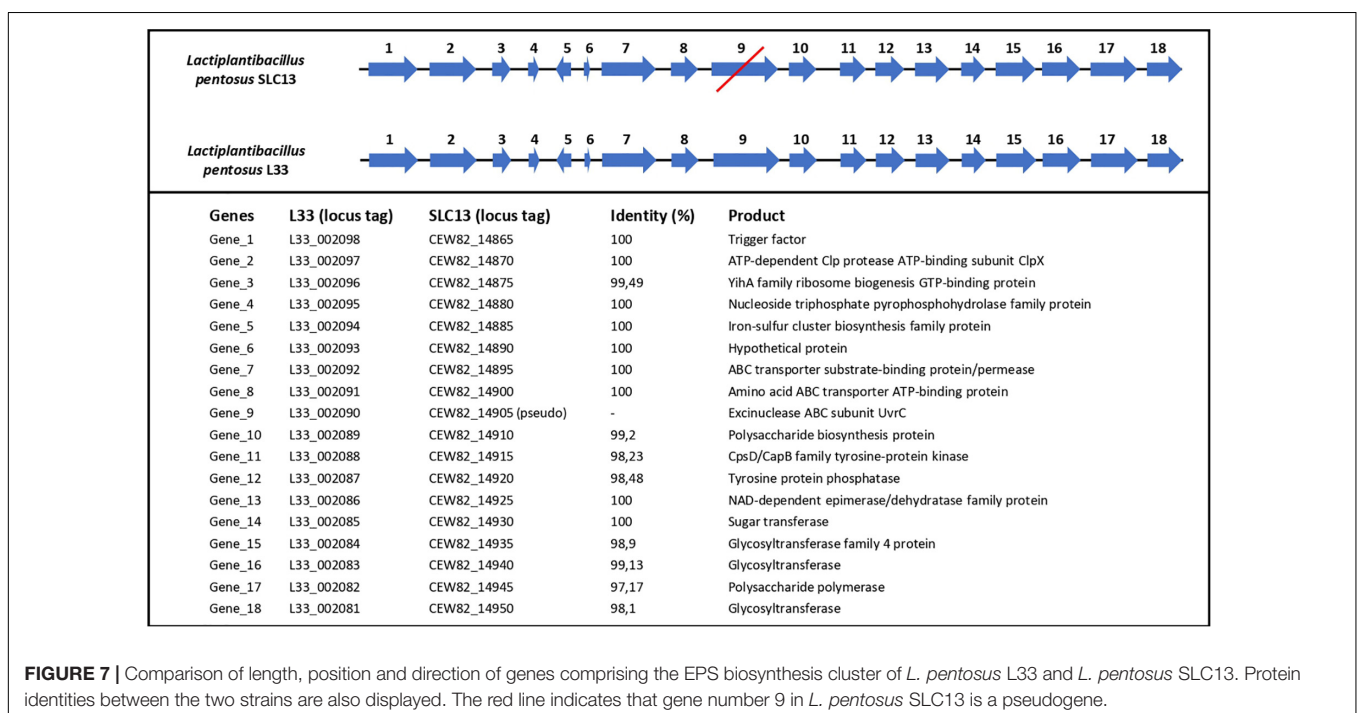 1 2 3 4 5 6 7 8 9 10 11 12 13 14 15 16 17 18
Lactiplantibacillus
pentosus SLC13
1 2 3 4 5 6 7 8 9 10 11 12 13 14 15 16 17 18
Lactiplantibacillus
pentosus L33
Genes L33 (locus tag) SLC13 (locus tag) Identity (%) Product
Gene_1 L33_002098 CEW82_14865 100 Trigger factor
Gene_2 L33_002097 CEW82_14870 100 ATP-dependent Clp protease ATP-binding subunit ClpX
Gene_3 L33_002096 CEW82_14875 99,49 YihA family ribosome biogenesis GTP-binding protein
Gene_4 L33_002095 CEW82_14880 100 Nucleoside triphosphate pyrophosphohydrolase family protein
Gene_5 L33_002094 CEW82_14885 100 Iron-sulfur cluster biosynthesis family protein
Gene_6 L33_002093 CEW82_14890 100 Hypothetical protein
Gene_7 L33_002092 CEW82_14895 100 ABC transporter substrate-binding protein/permease
Gene_8 L33_002091 CEW82_14900 100 Amino acid ABC transporter ATP-binding protein
Gene_9 L33_002090 CEW82_14905 (pseudo) - Excinuclease ABC subunit UvrC
Gene_10 L33_002089 CEW82_14910 99,2 Polysaccharide biosynthesis protein
Gene_11 L33_002088 CEW82_14915 98,23 CpsD/CapB family tyrosine-protein kinase
Gene_12 L33_002087 CEW82_14920 98,48 Tyrosine protein phosphatase
Gene_13 L33_002086 CEW82_14925 100 NAD-dependent epimerase/dehydratase family protein
Gene_14 L33_002085 CEW82_14930 100 Sugar transferase
Gene_15 L33_002084 CEW82_14935 98,9 Glycosyltransferase family 4 protein
Gene_16 L33_002083 CEW82_14940 99,13 Glycosyltransferase
Gene_17 L33_002082 CEW82_14945 97,17 Polysaccharide polymerase
Gene_18 L33_002081 CEW82_14950 98,1 Glycosyltransferase
FIGURE 7 | Comparison of length, position and direction of genes comprising the EPS biosynthesis cluster of L. pentosus L33 and L. pentosus SLC13. Protein
identities between the two strains are also displayed. The red line indicates that gene number 9 in L. pentosus SLC13 is a pseudogene.